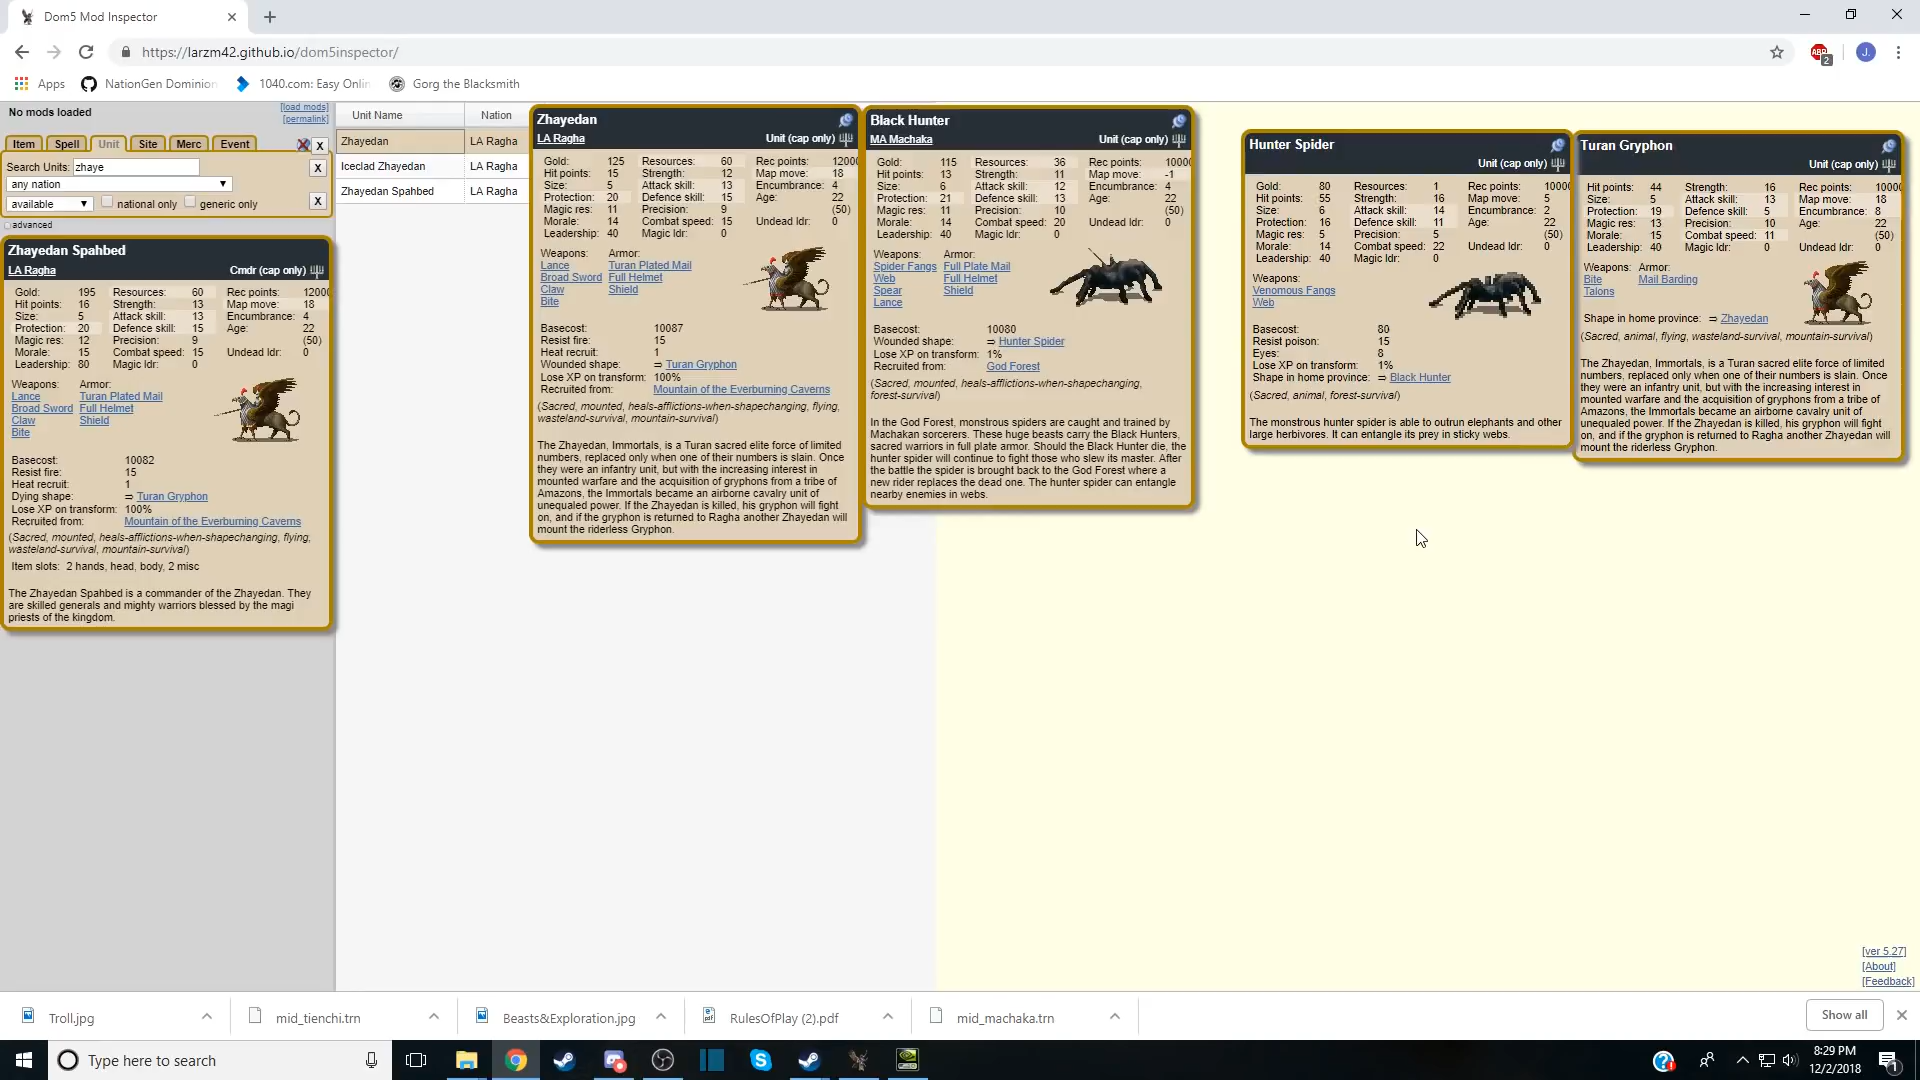 Dom5 Mod Inspector
https://larzm42.github.io/dom5inspector/
ABP
2
J.
Apps
NationGen Dominion
1040.com: Easy Onlin
Gorg the Blacksmith
No mods loaded
[load mods]
[permalink]
Item Spell Unit Site Merc Event
X
Search Units: zhaye
X
any nation
available
national only
generic only
X
advanced
Zhayedan Spahbed
LA Ragha
Cmdr (cap only)
Gold: 195 Resources: 60 Rec points: 12000
Hit points: 16 Strength: 13 Map move: 18
Size: 5 Attack skill: 13 Encumbrance: 4
Protection: 20 Defence skill: 15 Age: 22
Magic res: 12 Precision: 9 (50)
Morale: 15 Combat speed: 15 Undead ldr: 0
Leadership: 80 Magic ldr: 0
Weapons: Armor:
Lance Turan Plated Mail
Broad Sword Full Helmet
Claw Shield
Bite
Basecost: 10082
Resist fire: 15
Heat recruit: 1
Dying shape: ⇒ Turan Gryphon
Lose XP on transform: 100%
Recruited from: Mountain of the Everburning Caverns
(Sacred, mounted, heals-afflictions-when-shapechanging, flying,
wasteland-survival, mountain-survival)
Item slots: 2 hands, head, body, 2 misc
The Zhayedan Spahbed is a commander of the Zhayedan. They
are skilled generals and mighty warriors blessed by the magi
priests of the kingdom.
Unit Name Nation
Zhayedan LA Ragha
Iceclad Zhayedan LA Ragha
Zhayedan Spahbed LA Ragha
Zhayedan
LA Ragha
Unit (cap only)
Gold: 125 Resources: 60 Rec points: 12000
Hit points: 15 Strength: 12 Map move: 18
Size: 5 Attack skill: 13 Encumbrance: 4
Protection: 20 Defence skill: 15 Age: 22
Magic res: 11 Precision: 9 (50)
Morale: 14 Combat speed: 15 Undead ldr: 0
Leadership: 40 Magic ldr: 0
Weapons: Armor:
Lance Turan Plated Mail
Broad Sword Full Helmet
Claw Shield
Bite
Basecost: 10087
Resist fire: 15
Heat recruit: 1
Wounded shape: ⇒ Turan Gryphon
Lose XP on transform: 100%
Recruited from: Mountain of the Everburning Caverns
(Sacred, mounted, heals-afflictions-when-shapechanging, flying,
wasteland-survival, mountain-survival)
The Zhayedan, Immortals, is a Turan sacred elite force of limited
numbers, replaced only when one of their numbers is slain. Once
they were an infantry unit, but with the increasing interest in
mounted warfare and the acquisition of gryphons from a tribe of
Amazons, the Immortals became an airborne cavalry unit of
unequaled power. If the Zhayedan is killed, his gryphon will fight
on, and if the gryphon is returned to Ragha another Zhayedan will
mount the riderless Gryphon.
Black Hunter
MA Machaka
Unit (cap only)
Gold: 115 Resources: 36 Rec points: 10000
Hit points: 13 Strength: 11 Map move: -1
Size: 6 Attack skill: 12 Encumbrance: 4
Protection: 21 Defence skill: 13 Age: 22
Magic res: 11 Precision: 10 (50)
Morale: 14 Combat speed: 20 Undead ldr: 0
Leadership: 40 Magic ldr: 0
Weapons: Armor:
Spider Fangs Full Plate Mail
Web Full Helmet
Spear Shield
Lance
Basecost: 10080
Wounded shape: ⇒ Hunter Spider
Lose XP on transform: 1%
Recruited from: God Forest
(Sacred, mounted, heals-afflictions-when-shapechanging,
forest-survival)
In the God Forest, monstrous spiders are caught and trained by
Machakan sorcerers. These huge beasts carry the Black Hunters,
sacred warriors in full plate armor. Should the Black Hunter die, the
hunter spider will continue to fight those who slew its master. After
the battle the spider is brought back to the God Forest where a
new rider replaces the dead one. The hunter spider can entangle
nearby enemies in webs.
Hunter Spider
Unit (cap only)
Gold: 80 Resources: 1 Rec points: 10000
Hit points: 55 Strength: 16 Map move: 5
Size: 6 Attack skill: 14 Encumbrance: 2
Protection: 16 Defence skill: 11 Age: 22
Magic res: 5 Precision: 5 (50)
Morale: 14 Combat speed: 22 Undead ldr: 0
Leadership: 40 Magic ldr: 0
Weapons:
Venomous Fangs
Web
Basecost: 80
Resist poison: 15
Eyes: 8
Lose XP on transform: 1%
Shape in home province: ⇒ Black Hunter
(Sacred, animal, forest-survival)
The monstrous hunter spider is able to outrun elephants and other
large herbivores. It can entangle its prey in sticky webs.
Turan Gryphon
Unit (cap only)
Hit points: 44 Strength: 16 Rec points: 10000
Size: 5 Attack skill: 13 Map move: 18
Protection: 19 Defence skill: 5 Encumbrance: 8
Magic res: 13 Precision: 10 Age: 22
Morale: 15 Combat speed: 11 (50)
Leadership: 40 Magic ldr: 0 Undead ldr: 0
Weapons: Armor:
Bite Mail Barding
Talons
Shape in home province: ⇒ Zhayedan
(Sacred, animal, flying, wasteland-survival, mountain-survival)
The Zhayedan, Immortals, is a Turan sacred elite force of limited
numbers, replaced only when one of their numbers is slain. Once
they were an infantry unit, but with the increasing interest in
mounted warfare and the acquisition of gryphons from a tribe of
Amazons, the Immortals became an airborne cavalry unit of
unequaled power. If the Zhayedan is killed, his gryphon will fight
on, and if the gryphon is returned to Ragha another Zhayedan will
mount the riderless Gryphon.
[ver 5.27]
[About]
[Feedback]
Troll.jpg
mid_tienchi.trn
Beasts&Exploration.jpg
RulesOfPlay (2).pdf
mid_machaka.trn
Show all
Type here to search
8:29 PM
12/2/2018
1